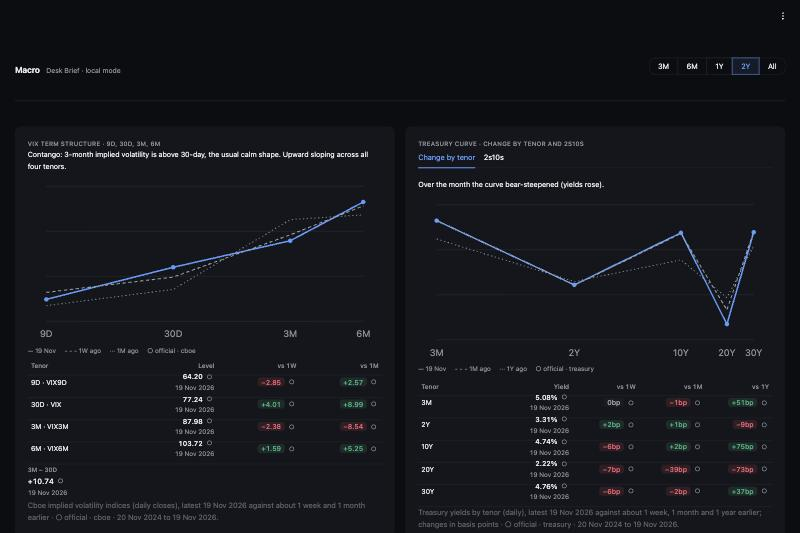 Macro Desk Brief · local mode
3M 6M 1Y 2Y All
VIX TERM STRUCTURE · 9D, 30D, 3M, 6M
Contango: 3-month implied volatility is above 30-day, the usual calm shape. Upward sloping across all
four tenors.
9D 30D 3M 6M
19 Nov 1W ago 1M ago official · cboe
Tenor Level vs 1W vs 1M
9D · VIX9D 64.20 19 Nov 2026 −2.85 +2.57
30D · VIX 77.24 19 Nov 2026 +4.01 +8.99
3M · VIX3M 87.98 19 Nov 2026 −2.38 −8.54
6M · VIX6M 103.72 19 Nov 2026 +1.59 +5.25
3M − 30D
+10.74
19 Nov 2026
Cboe implied volatility indices (daily closes), latest 19 Nov 2026 against about 1 week and 1 month
earlier · official · cboe · 20 Nov 2024 to 19 Nov 2026.
TREASURY CURVE · CHANGE BY TENOR AND 2S10S
Change by tenor 2s10s
Over the month the curve bear-steepened (yields rose).
3M 2Y 10Y 20Y 30Y
19 Nov 1W ago 1M ago 1Y ago official · treasury
Tenor Yield vs 1W vs 1M vs 1Y
3M 5.08% 19 Nov 2026 0bp −1bp +51bp
2Y 3.31% 19 Nov 2026 +2bp +1bp −9bp
10Y 4.74% 19 Nov 2026 −6bp +2bp +75bp
20Y 2.22% 19 Nov 2026 −7bp −39bp −73bp
30Y 4.76% 19 Nov 2026 −6bp −2bp +37bp
Treasury yields by tenor (daily), latest 19 Nov 2026 against about 1 week, 1 month and 1 year earlier;
changes in basis points · official · treasury · 20 Nov 2024 to 19 Nov 2026.